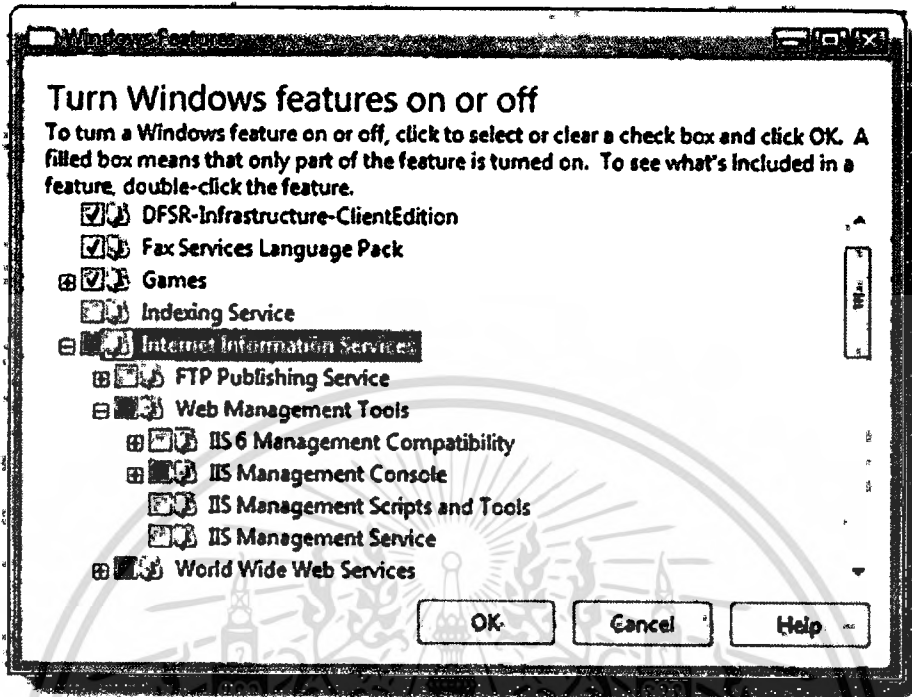 Windows Features
Turn Windows features on or off
To turn a Windows feature on or off, click to select or clear a check box and click OK. A
filled box means that only part of the feature is turned on. To see what's included in a
feature, double-click the feature.
DFSR-Infrastructure-ClientEdition
Fax Services Language Pack
Games
Indexing Service
Internet Information Services
FTP Publishing Service
Web Management Tools
IIS 6 Management Compatibility
IIS Management Console
IIS Management Scripts and Tools
IIS Management Service
World Wide Web Services
OK Cancel Help